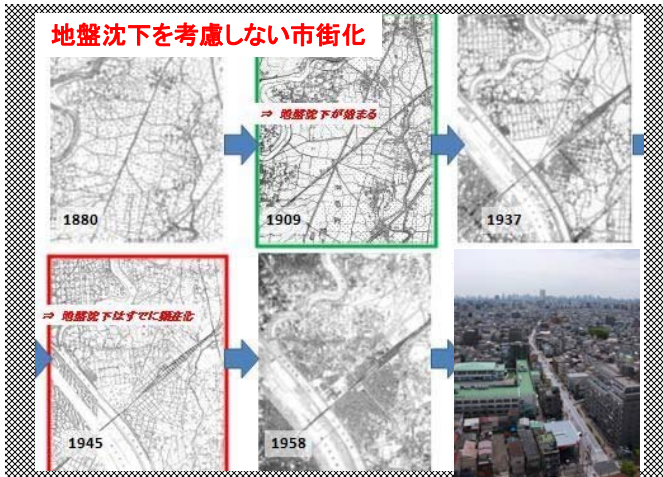 地盤沈下を考慮しない市街化
⇒ 地盤沈下が始まる
1880
1909
1937
⇒ 地盤沈下はすでに顕在化
1945
1958